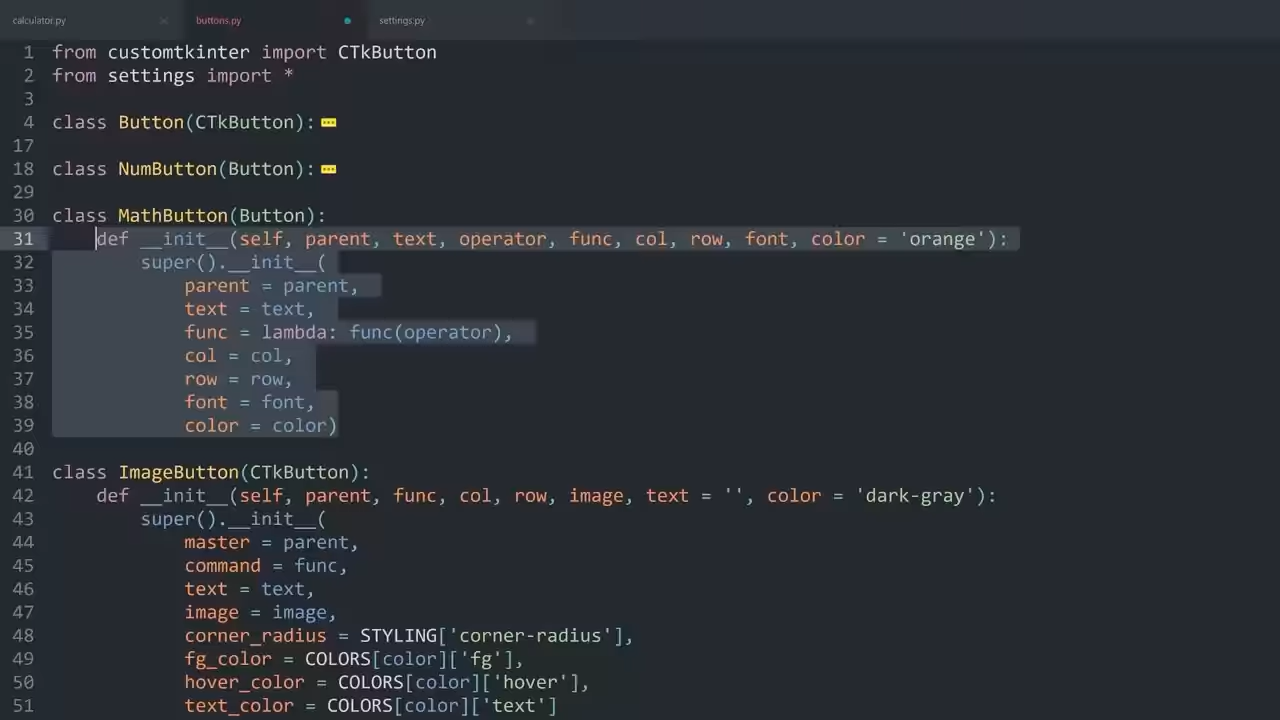 calculator.py × buttons.py settings.py
1 from customtkinter import CTkButton
2 from settings import *
3
4 class Button(CTkButton):
17
18 class NumButton(Button):
29
30 class MathButton(Button):
31     def __init__(self, parent, text, operator, func, col, row, font, color = 'orange'):
32         super().__init__(
33             parent = parent,
34             text = text,
35             func = lambda: func(operator),
36             col = col,
37             row = row,
38             font = font,
39             color = color)
40
41 class ImageButton(CTkButton):
42     def __init__(self, parent, func, col, row, image, text = '', color = 'dark-gray'):
43         super().__init__(
44             master = parent,
45             command = func,
46             text = text,
47             image = image,
48             corner_radius = STYLING['corner-radius'],
49             fg_color = COLORS[color]['fg'],
50             hover_color = COLORS[color]['hover'],
51             text_color = COLORS[color]['text']